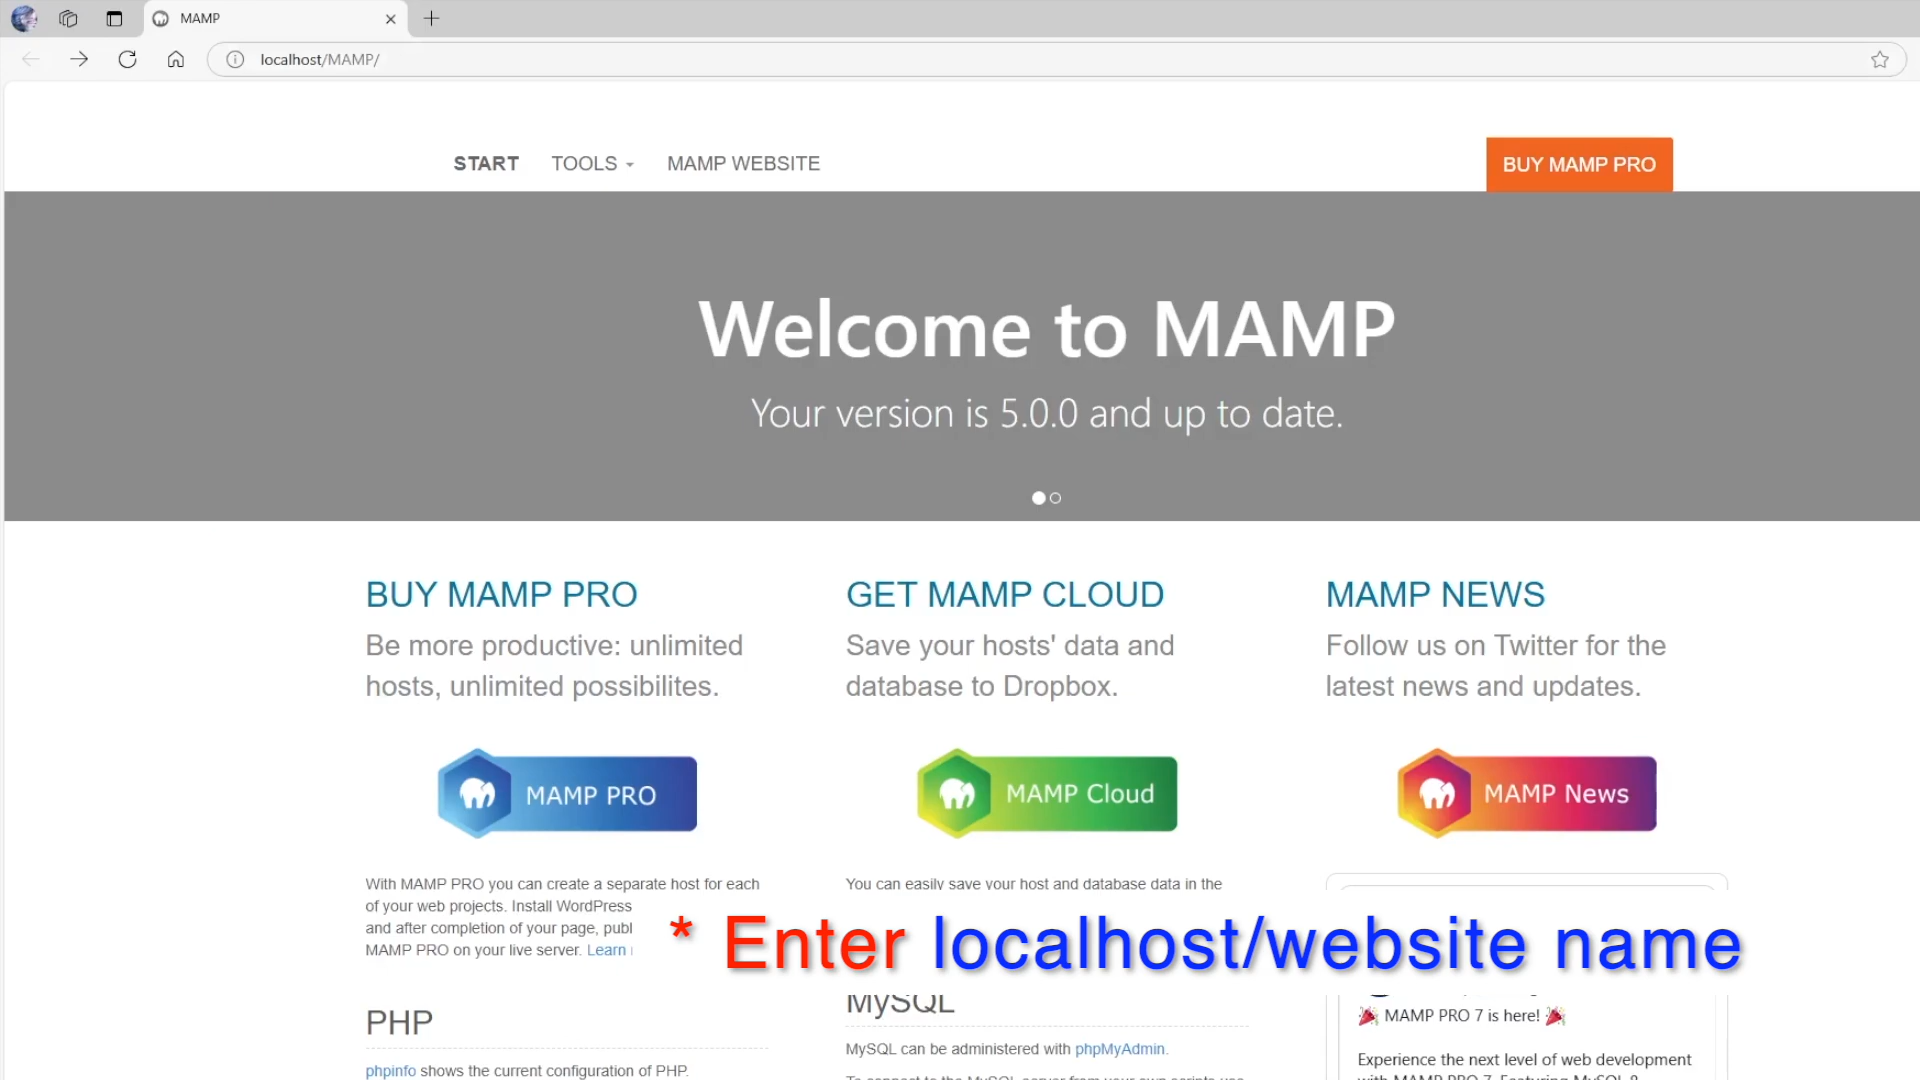 MAMP
localhost/MAMP/
START TOOLS MAMP WEBSITE
BUY MAMP PRO
Welcome to MAMP
Your version is 5.0.0 and up to date.
BUY MAMP PRO
Be more productive: unlimited
hosts, unlimited possibilites.
MAMP PRO
With MAMP PRO you can create a separate host for each
of your web projects. Install WordPress
and after completion of your page, publ
MAMP PRO on your live server. Learn
PHP
phpinfo shows the current configuration of PHP.
GET MAMP CLOUD
Save your hosts' data and
database to Dropbox.
MAMP Cloud
You can easily save your host and database data in the
MySQL
MySQL can be administered with phpMyAdmin.
MAMP NEWS
Follow us on Twitter for the
latest news and updates.
MAMP News
🎉 MAMP PRO 7 is here! 🎉
Experience the next level of web development
* Enter localhost/website name